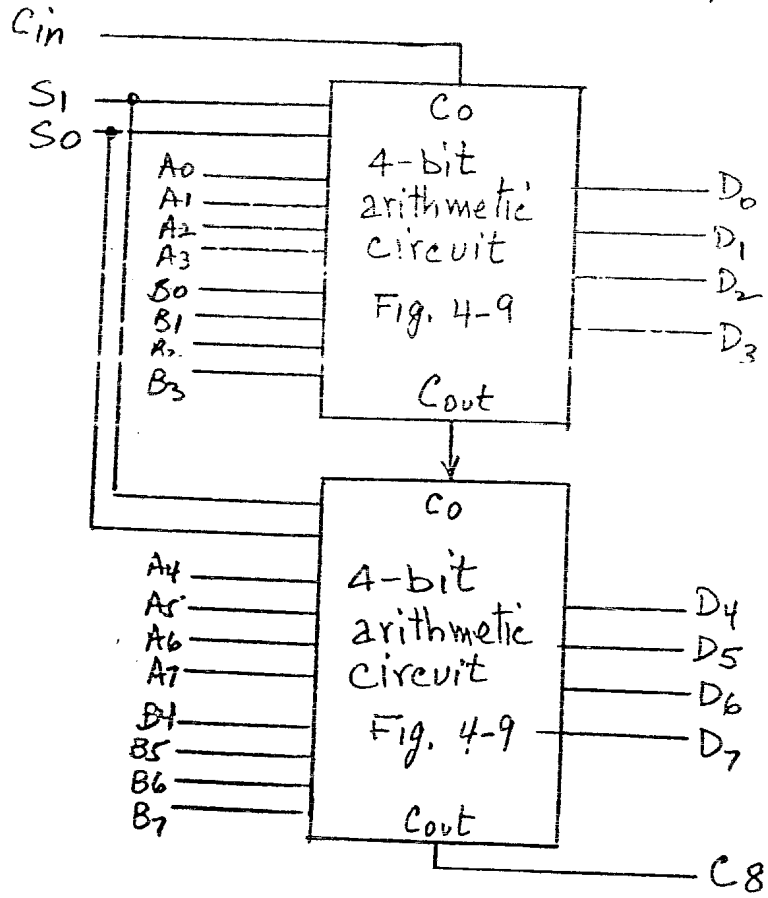 Cin
S1
S0
C0
4-bit
arithmetic
circuit
Fig. 4-9
Cout
A0
A1
A2
A3
B0
B1
B3
D0
D1
D2
D3
C0
4-bit
arithmetic
circuit
Fig. 4-9
Cout
A4
A5
A6
A7
B4
B5
B6
B7
D4
D5
D6
D7
C8